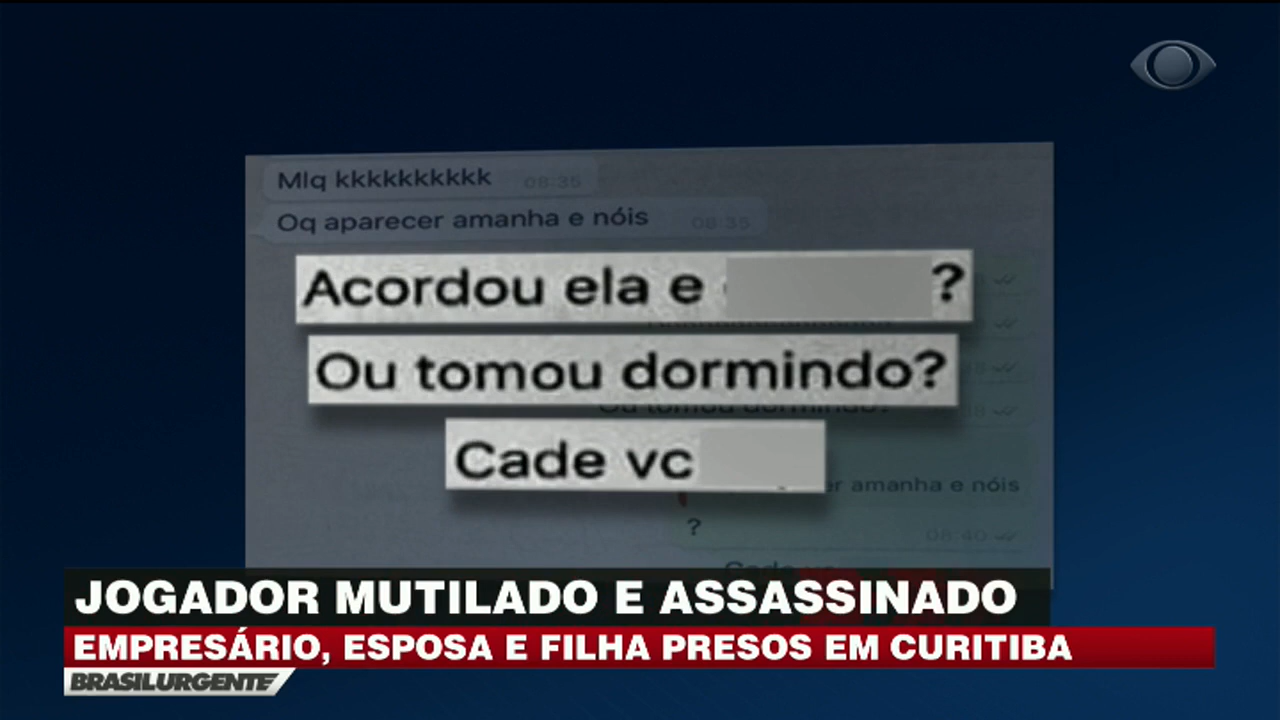 Mlq kkkkkkkkkk 08:35
Oq aparecer amanha e nóis 08:35
Acordou ela e ?
Ou tomou dormindo?
Cade vc
er amanha e nóis
?
08:40
JOGADOR MUTILADO E ASSASSINADO
EMPRESÁRIO, ESPOSA E FILHA PRESOS EM CURITIBA
BRASILURGENTE